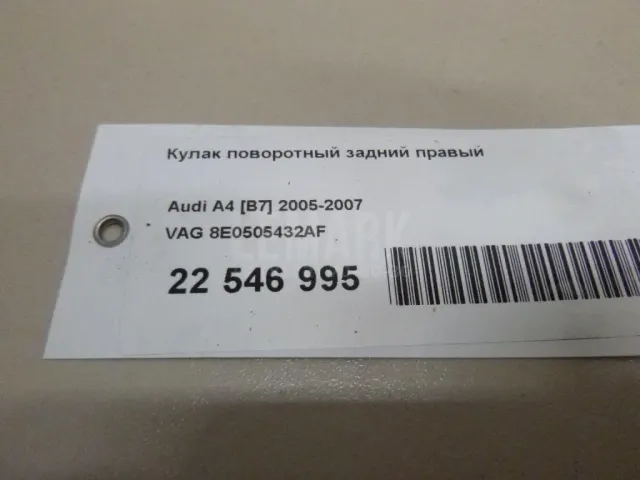 Кулак поворотный задний правый
Audi A4 [B7] 2005-2007
VAG 8E0505432AF
22 546 995